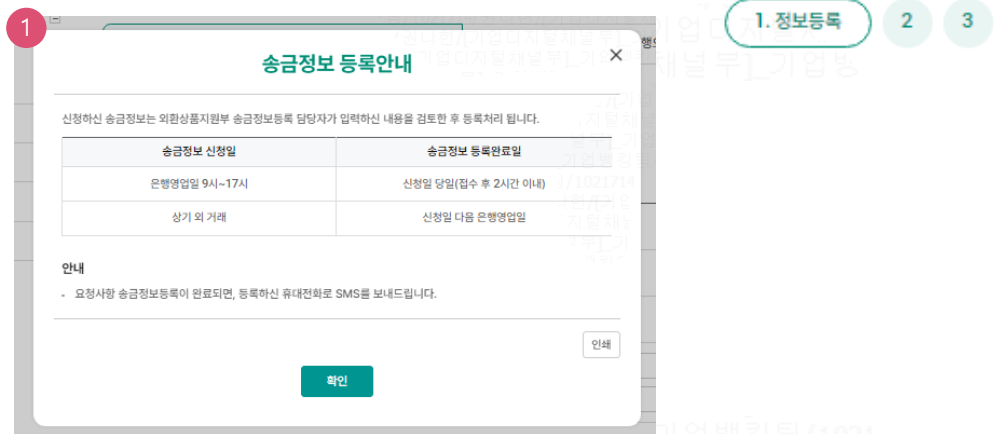 1
1. 정보등록 2 3
송금정보 등록안내
신청하신 송금정보는 외환상품지원부 송금정보등록 담당자가 입력하신 내용을 검토한 후 등록처리 됩니다.
송금정보 신청일 송금정보 등록완료일
은행영업일 9시~17시 신청일 당일(접수 후 2시간 이내)
상기 외 거래 신청일 다음 은행영업일
안내
- 요청사항 송금정보등록이 완료되면, 등록하신 휴대전화로 SMS를 보내드립니다.
인쇄
확인